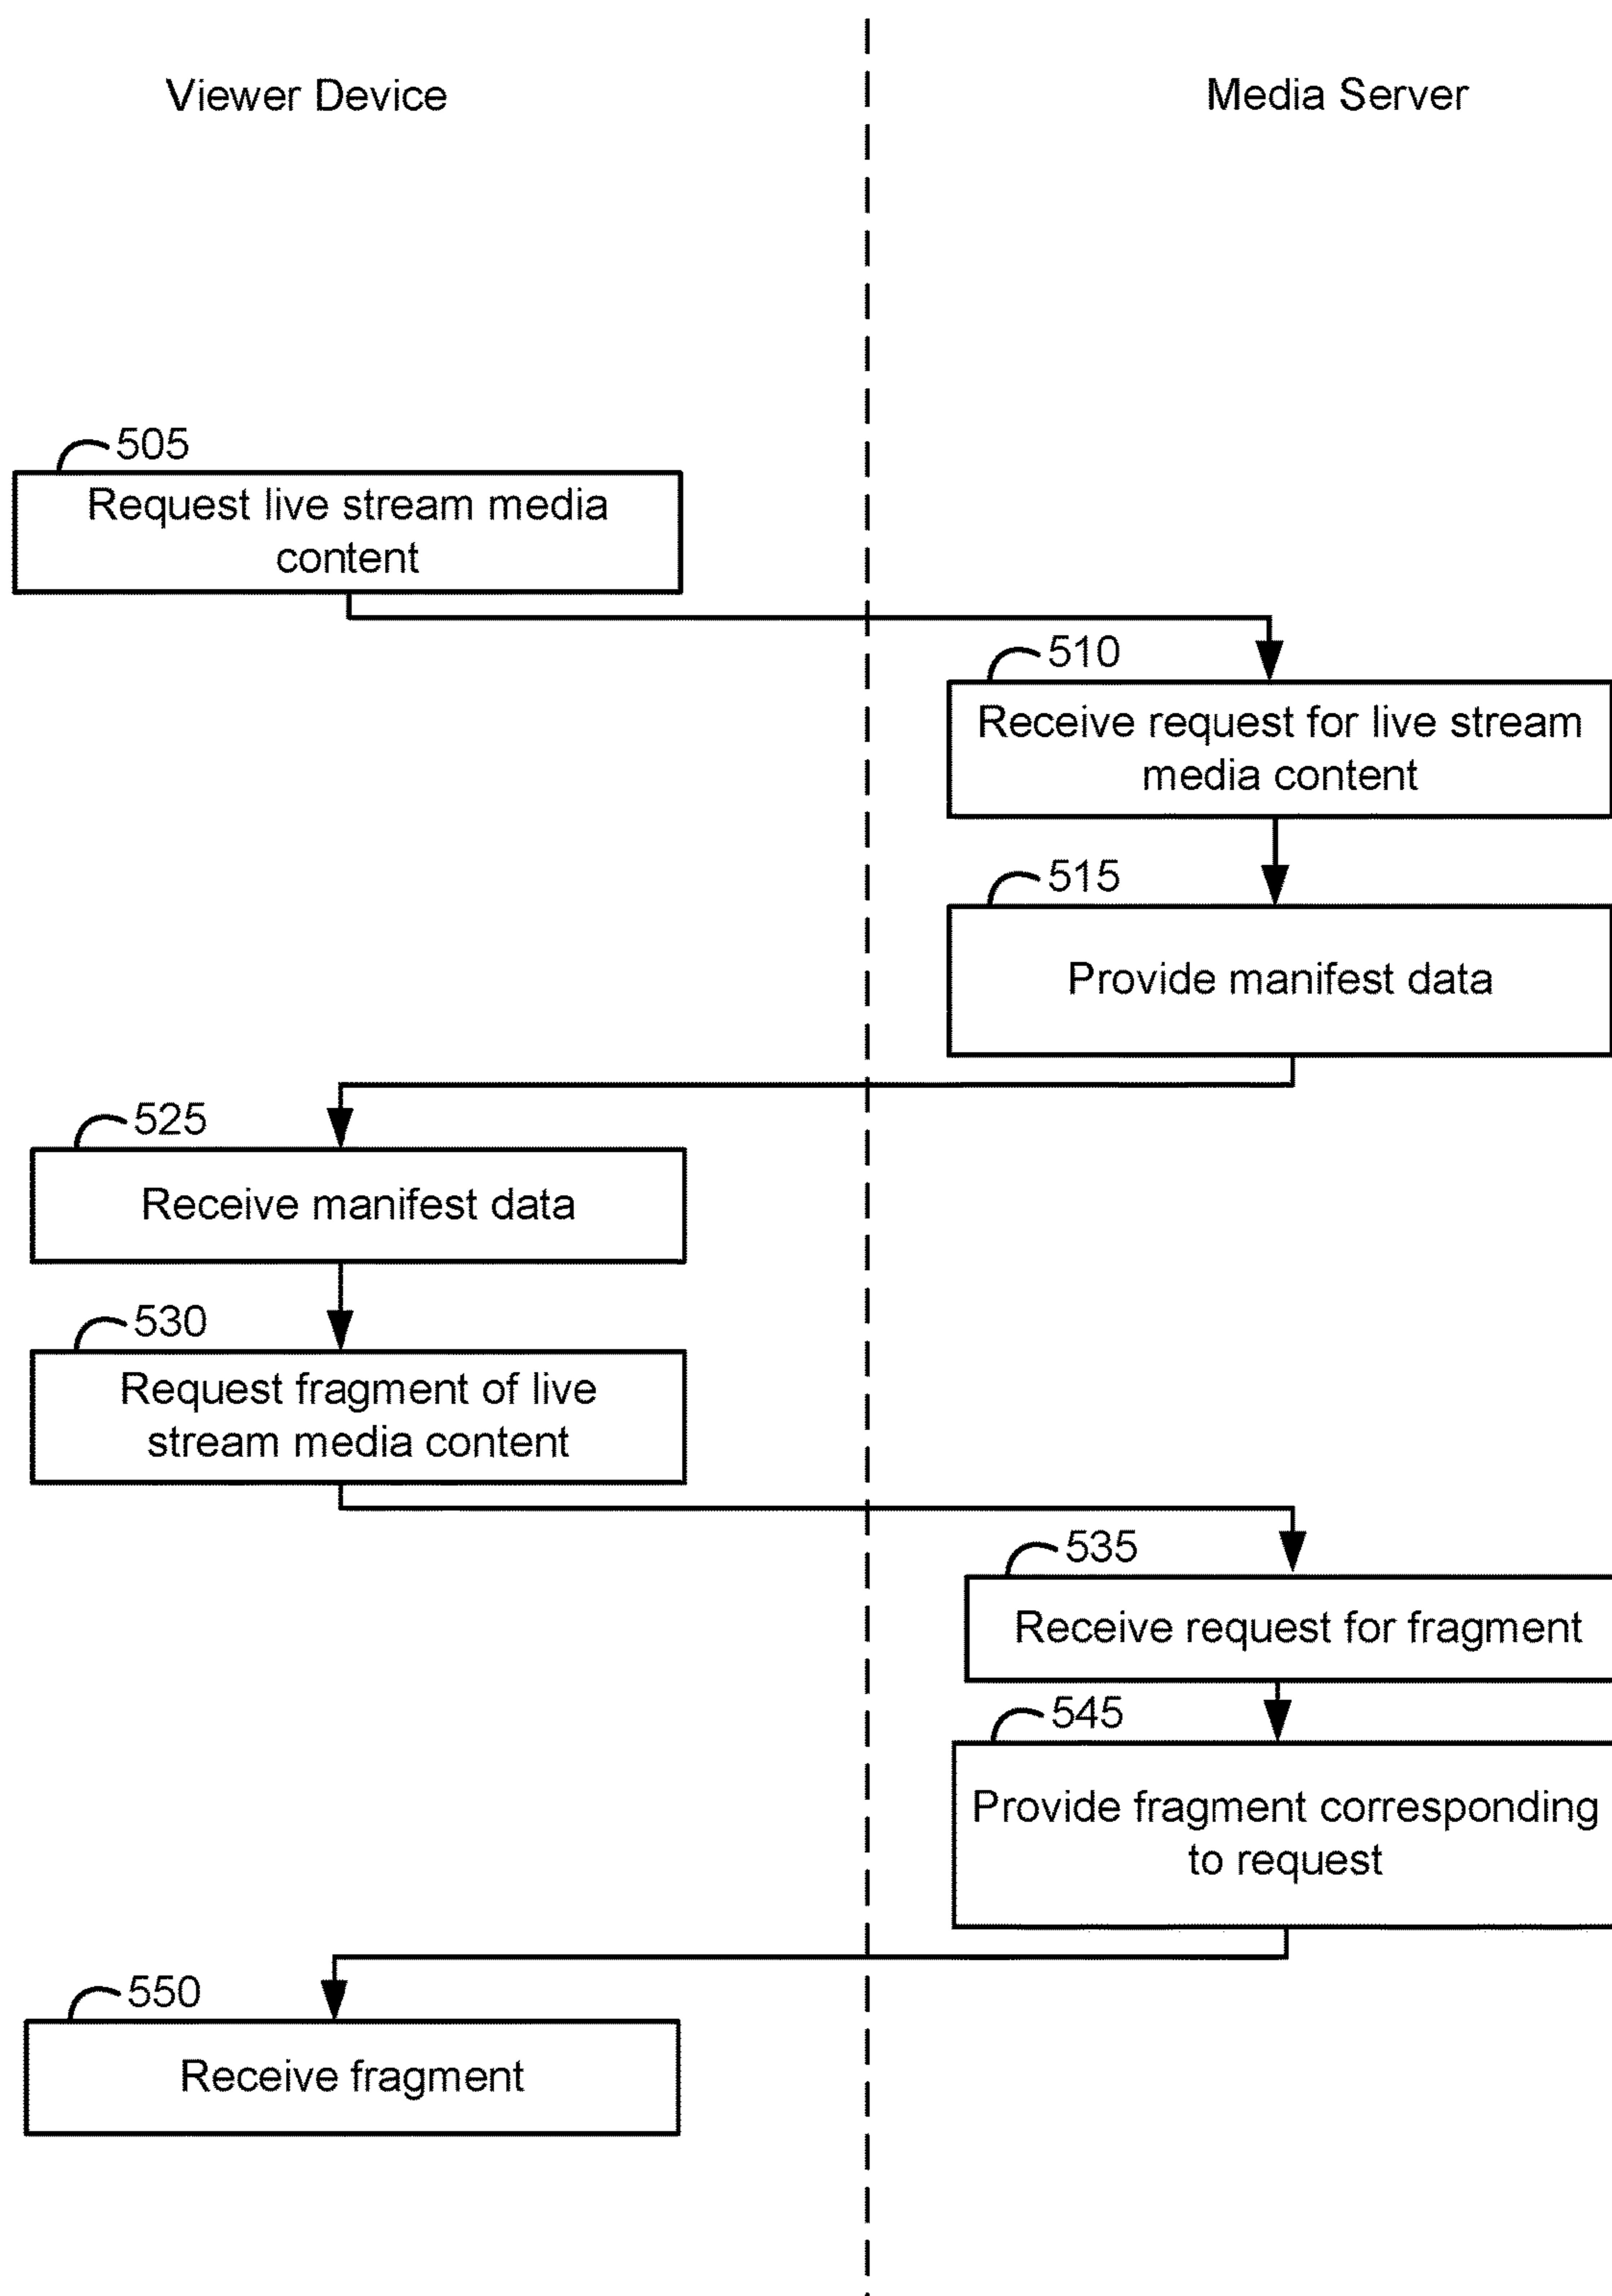 Viewer Device
Media Server
505
Request live stream media
content
510
Receive request for live stream
media content
515
Provide manifest data
525
Receive manifest data
530
Request fragment of live
stream media content
535
Receive request for fragment
545
Provide fragment corresponding
to request
550
Receive fragment